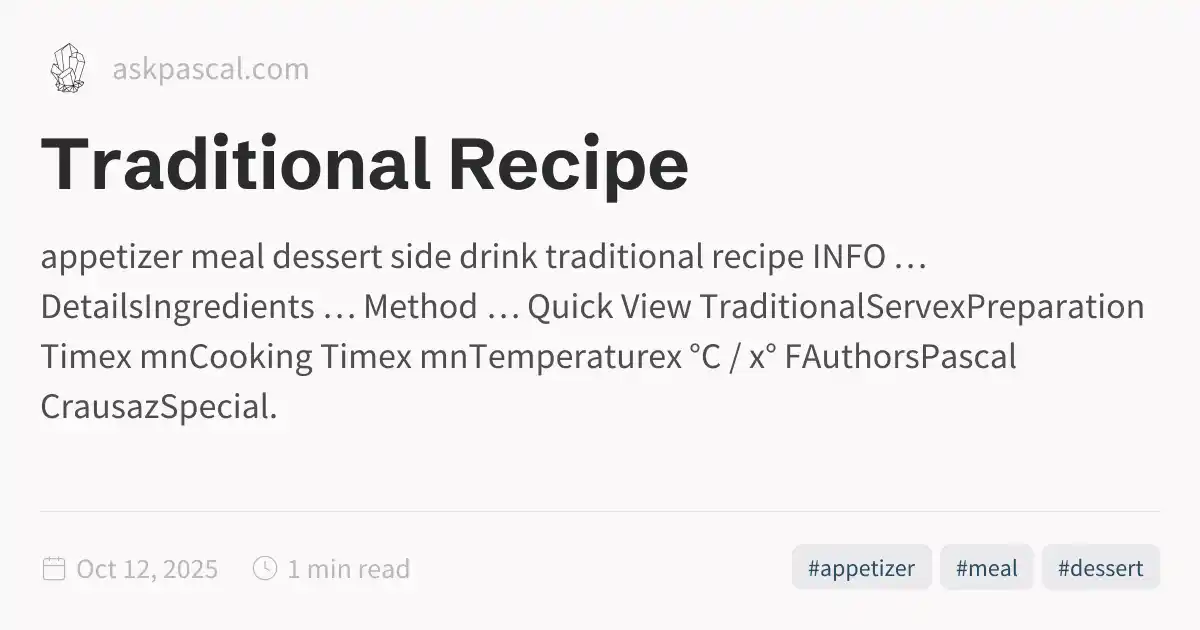 askpascal.com
Traditional Recipe
appetizer meal dessert side drink traditional recipe INFO …
DetailsIngredients … Method … Quick View TraditionalServexPreparation
Timex mnCooking Timex mnTemperaturex °C / x° FAuthorsPascal
CrausazSpecial.
Oct 12, 2025 1 min read #appetizer #meal #dessert